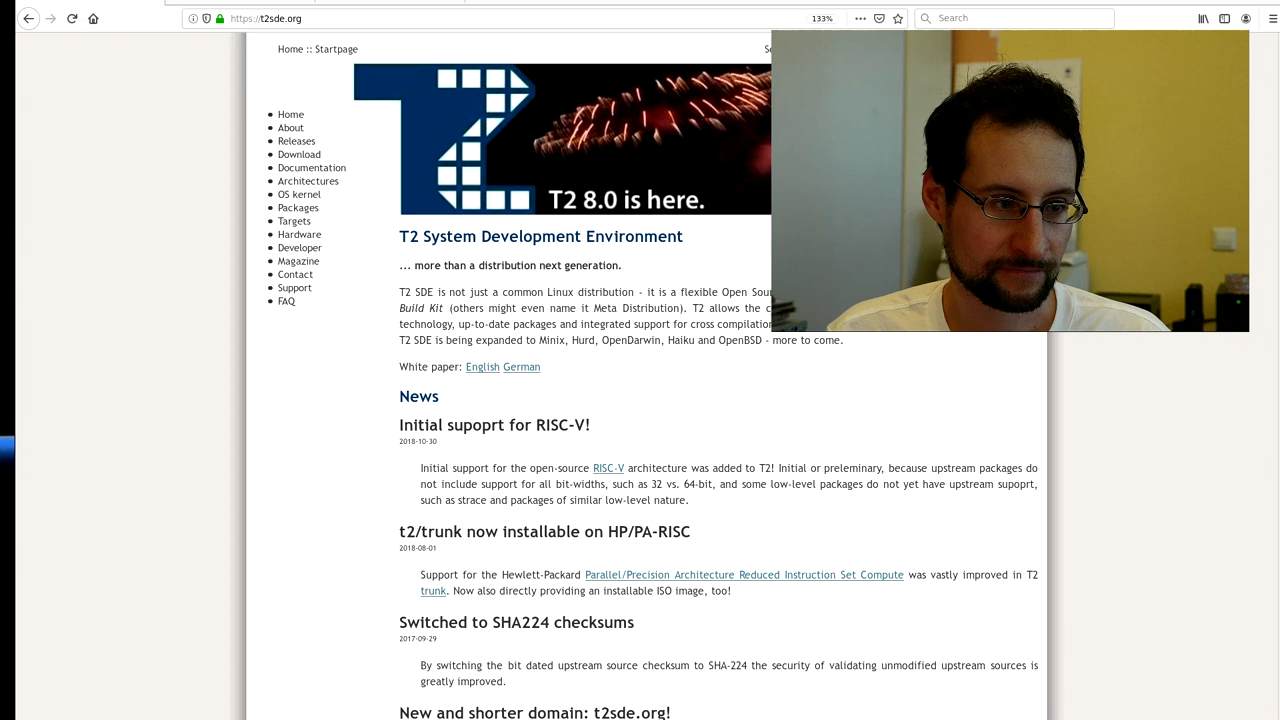 https://t2sde.org
133%
Search
Home :: Startpage
Se
Home
About
Releases
Download
Documentation
Architectures
OS kernel
Packages
Targets
Hardware
Developer
Magazine
Contact
Support
FAQ
T2 8.0 is here.
T2 System Development Environment
... more than a distribution next generation.
T2 SDE is not just a common Linux distribution - it is a flexible Open Sour
Build Kit (others might even name it Meta Distribution). T2 allows the c
technology, up-to-date packages and integrated support for cross compilation
T2 SDE is being expanded to Minix, Hurd, OpenDarwin, Haiku and OpenBSD - more to come.
White paper: English German
News
Initial supoprt for RISC-V!
2018-10-30
Initial support for the open-source RISC-V architecture was added to T2! Initial or preleminary, because upstream packages do
not include support for all bit-widths, such as 32 vs. 64-bit, and some low-level packages do not yet have upstream supoprt,
such as strace and packages of similar low-level nature.
t2/trunk now installable on HP/PA-RISC
2018-08-01
Support for the Hewlett-Packard Parallel/Precision Architecture Reduced Instruction Set Compute was vastly improved in T2
trunk. Now also directly providing an installable ISO image, too!
Switched to SHA224 checksums
2017-09-29
By switching the bit dated upstream source checksum to SHA-224 the security of validating unmodified upstream sources is
greatly improved.
New and shorter domain: t2sde.org!